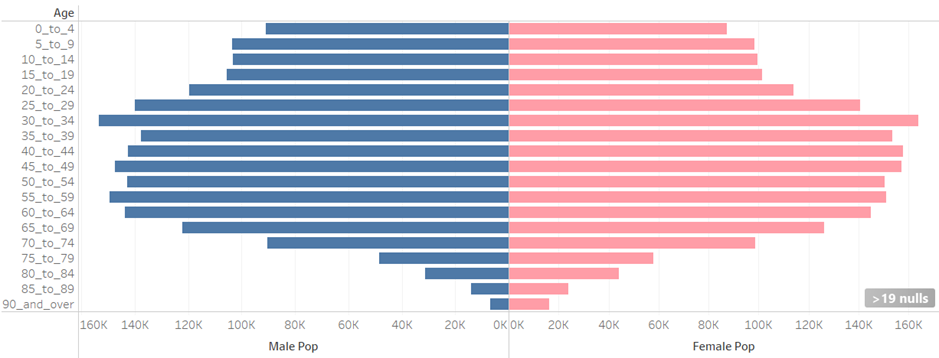 Age
0_to_4
5_to_9
10_to_14
15_to_19
20_to_24
25_to_29
30_to_34
35_to_39
40_to_44
45_to_49
50_to_54
55_to_59
60_to_64
65_to_69
70_to_74
75_to_79
80_to_84
85_to_89
90_and_over
>19 nulls
160K 140K 120K 100K 80K 60K 40K 20K 0K 0K 20K 40K 60K 80K 100K 120K 140K 160K
Male Pop Female Pop